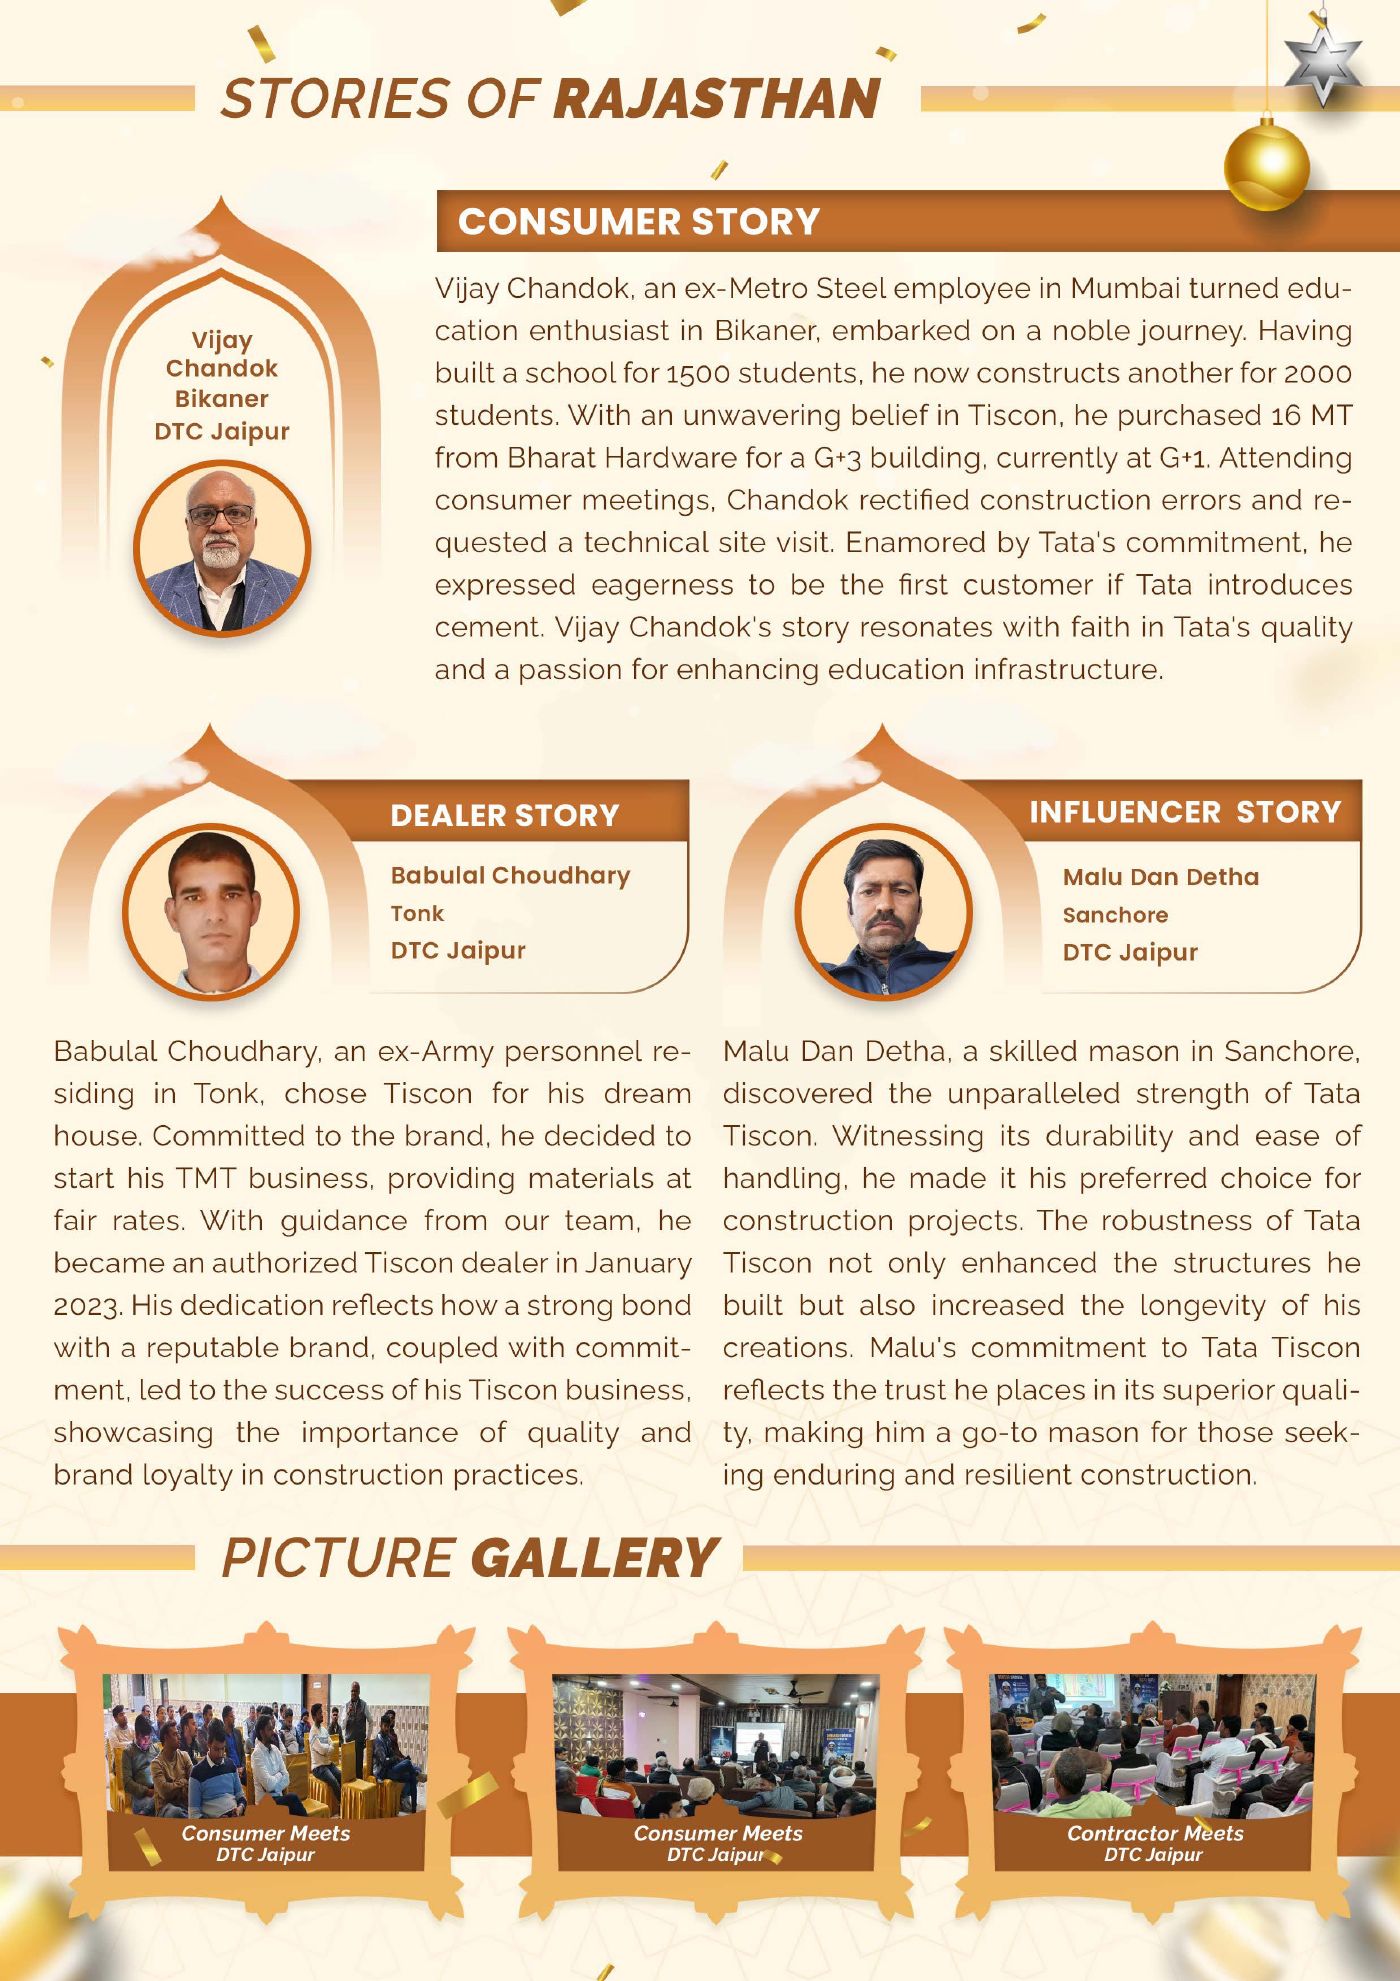 STORIES OF RAJASTHAN
CONSUMER STORY
Vijay
Chandok
Bikaner
DTC Jaipur
Vijay Chandok, an ex-Metro Steel employee in Mumbai turned edu-
cation enthusiast in Bikaner, embarked on a noble journey. Having
built a school for 1500 students, he now constructs another for 2000
students. With an unwavering belief in Tiscon, he purchased 16 MT
from Bharat Hardware for a G+3 building, currently at G+1. Attending
consumer meetings, Chandok rectified construction errors and re-
quested a technical site visit. Enamored by Tata's commitment, he
expressed eagerness to be the first customer if Tata introduces
cement. Vijay Chandok's story resonates with faith in Tata's quality
and a passion for enhancing education infrastructure.
DEALER STORY
Babulal Choudhary
Tonk
DTC Jaipur
Babulal Choudhary, an ex-Army personnel re-
siding in Tonk, chose Tiscon for his dream
house. Committed to the brand, he decided to
start his TMT business, providing materials at
fair rates. With guidance from our team, he
became an authorized Tiscon dealer in January
2023. His dedication reflects how a strong bond
with a reputable brand, coupled with commit-
ment, led to the success of his Tiscon business,
showcasing the importance of quality and
brand loyalty in construction practices.
INFLUENCER STORY
Malu Dan Detha
Sanchore
DTC Jaipur
Malu Dan Detha, a skilled mason in Sanchore,
discovered the unparalleled strength of Tata
Tiscon. Witnessing its durability and ease of
handling, he made it his preferred choice for
construction projects. The robustness of Tata
Tiscon not only enhanced the structures he
built but also increased the longevity of his
creations. Malu's commitment to Tata Tiscon
reflects the trust he places in its superior quali-
ty, making him a go-to mason for those seek-
ing enduring and resilient construction.
PICTURE GALLERY
Consumer Meets
DTC Jaipur
Consumer Meets
DTC Jaipur
Contractor Meets
DTC Jaipur